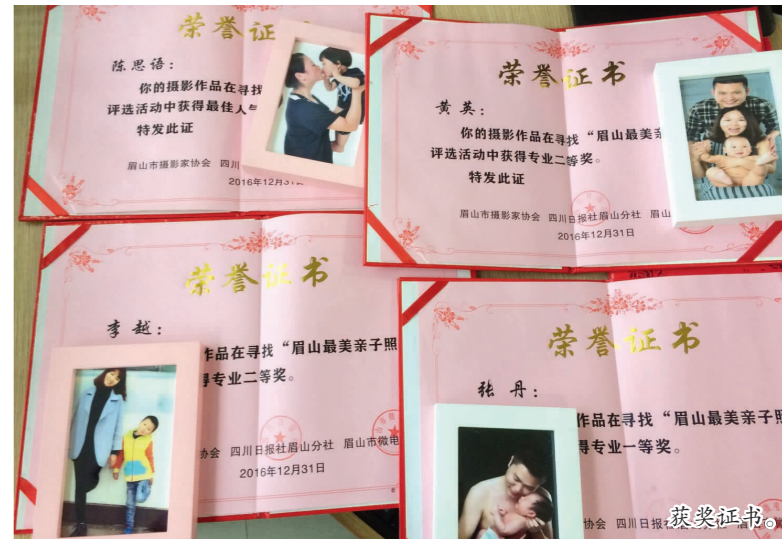 荣誉证
陈思语：
你的摄影作品在寻找
评选活动中获得最佳人气
特发此证
眉山市摄影家协会 四川
2016年12月31日
荣誉证书
黄英：
你的摄影作品在寻找“眉山最美亲
评选活动中获得专业二等奖。
特发此证
眉山市摄影家协会 四川日报社眉山分社 眉山
2016年12月31日
荣誉证书
李越：
作品在寻找“眉山最美亲子照
得专业二等奖。
协会 四川日报社眉山分社 眉山市微电
2016年12月31日
荣誉证书
张丹：
作品在寻找“眉山最美亲子照
得专业一等奖。
协会 四川日报社眉山分社
获奖证书。